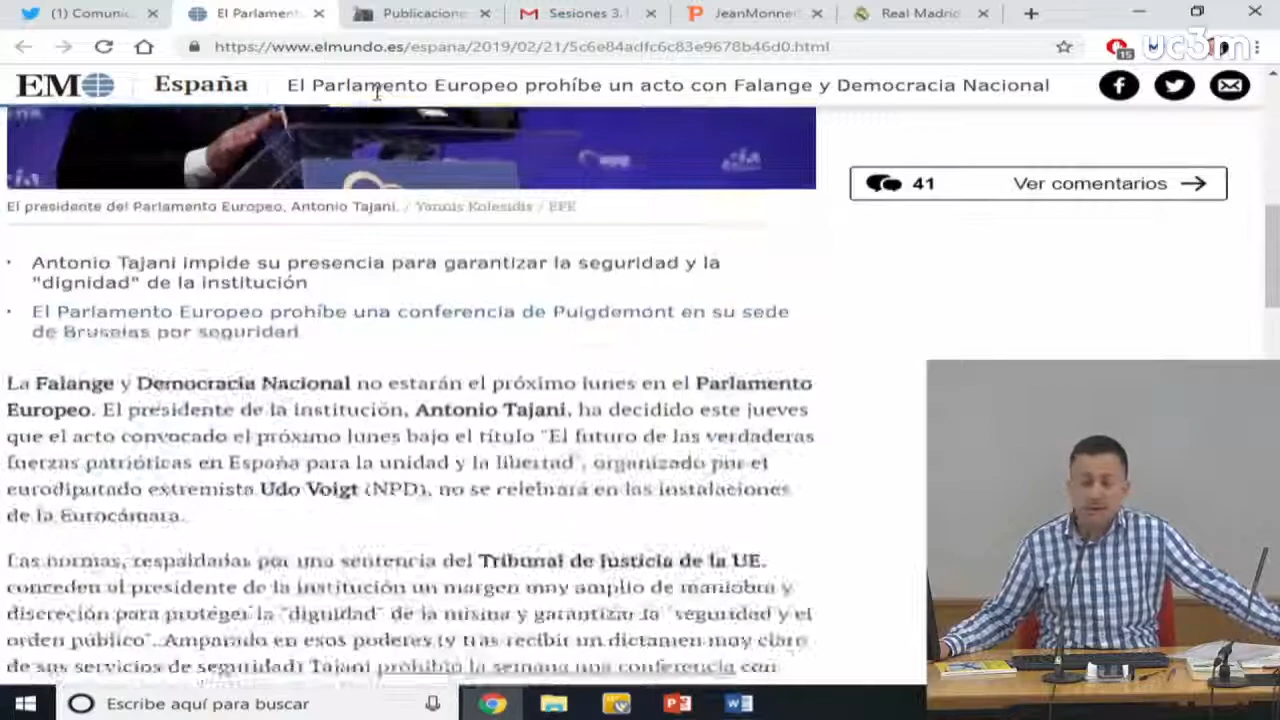 Comuni
El Parlament
Publicacione
Sesiones 3.
JeanMonne
Real Madri
https://www.elmundo.es/espana/2019/02/21/5c6e84adfc6c83e9678b46d0.html
15
uc3m
EM
España
El Parlamento Europeo prohíbe un acto con Falange y Democracia Nacional
41
Ver comentarios
El presidente del Parlamento Europeo, Antonio Tajani. / Yannis Kolesidis / EFE
· Antonio Tajani impide su presencia para garantizar la seguridad y la
"dignidad" de la institución
· El Parlamento Europeo prohíbe una conferencia de Puigdemont en su sede
de Bruselas por seguridad
La Falange y Democracia Nacional no estarán el próximo lunes en el Parlamento
Europeo. El presidente de la institución, Antonio Tajani, ha decidido este jueves
que el acto convocado el próximo lunes bajo el título "El futuro de las verdaderas
fuerzas patrióticas en España para la unidad y la libertad", organizado por el
eurodiputado extremista Udo Voigt (NPD), no se celebrará en las instalaciones
de la Eurocámara.
Las normas, respaldadas por una sentencia del Tribunal de Justicia de la UE,
conceden al presidente de la institución un margen muy amplio de maniobra y
discreción para proteger la "dignidad" de la misma y garantizar la "seguridad y el
orden público". Amparado en esos poderes (y tras recibir un dictamen muy claro
de sus servicios de seguridad) Tajani prohibió la semana una conferencia con
Escribe aquí para buscar